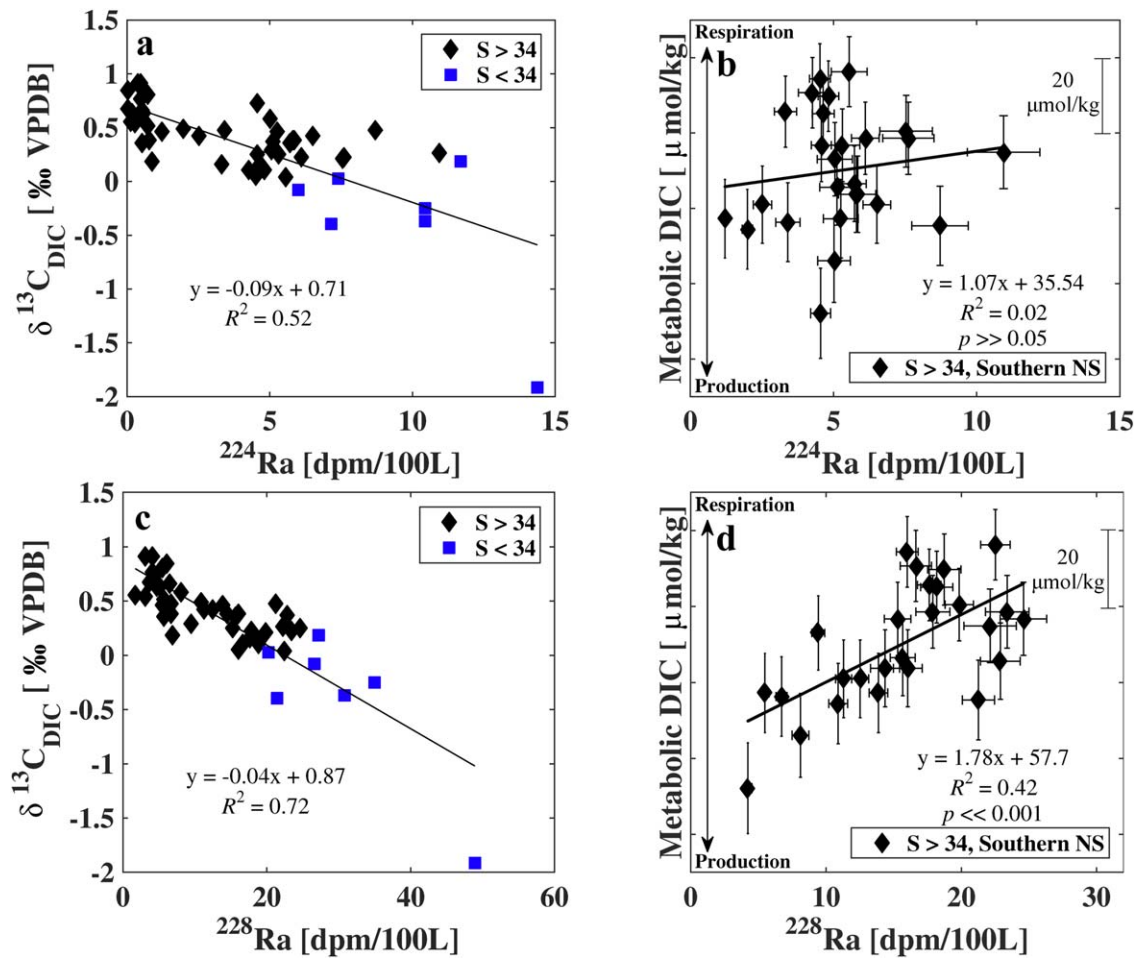 a
S > 34
S < 34
δ 13C DIC [ ‰ VPDB]
1.5
1
0.5
0
-0.5
-1
-1.5
-2
y = -0.09x + 0.71
R2 = 0.52
0 5 10 15
224Ra [dpm/100L]
Respiration
b
20
μmol/kg
Metabolic DIC [ μ mol/kg]
y = 1.07x + 35.54
R2 = 0.02
p >> 0.05
S > 34, Southern NS
Production
0 5 10 15
224Ra [dpm/100L]
c
S > 34
S < 34
δ 13C DIC [ ‰ VPDB]
1.5
1
0.5
0
-0.5
-1
-1.5
-2
y = -0.04x + 0.87
R2 = 0.72
0 20 40 60
228Ra [dpm/100L]
Respiration
d
20
μmol/kg
Metabolic DIC [ μ mol/kg]
y = 1.78x + 57.7
R2 = 0.42
p << 0.001
S > 34, Southern NS
Production
0 10 20 30
228Ra [dpm/100L]